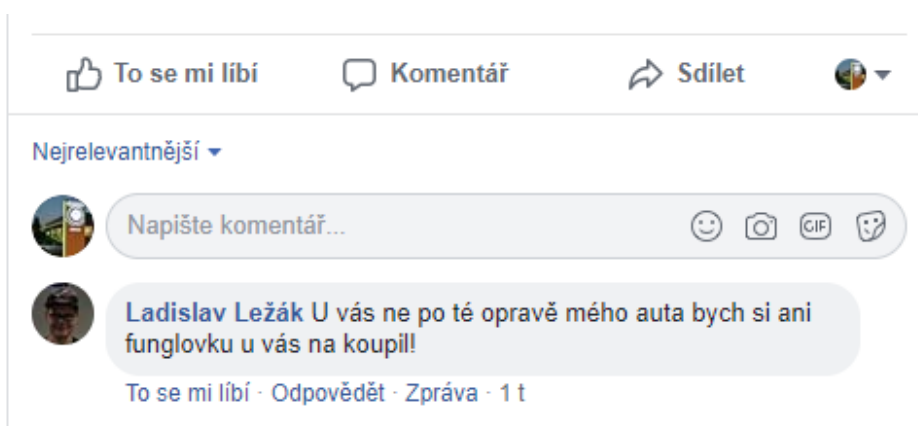 To se mi líbí Komentář Sdílet
Nejrelevantnější
Napište komentář... GIF
Ladislav Ležák U vás ne po té opravě mého auta bych si ani
funglovku u vás na koupil!
To se mi líbí · Odpovědět · Zpráva · 1 t